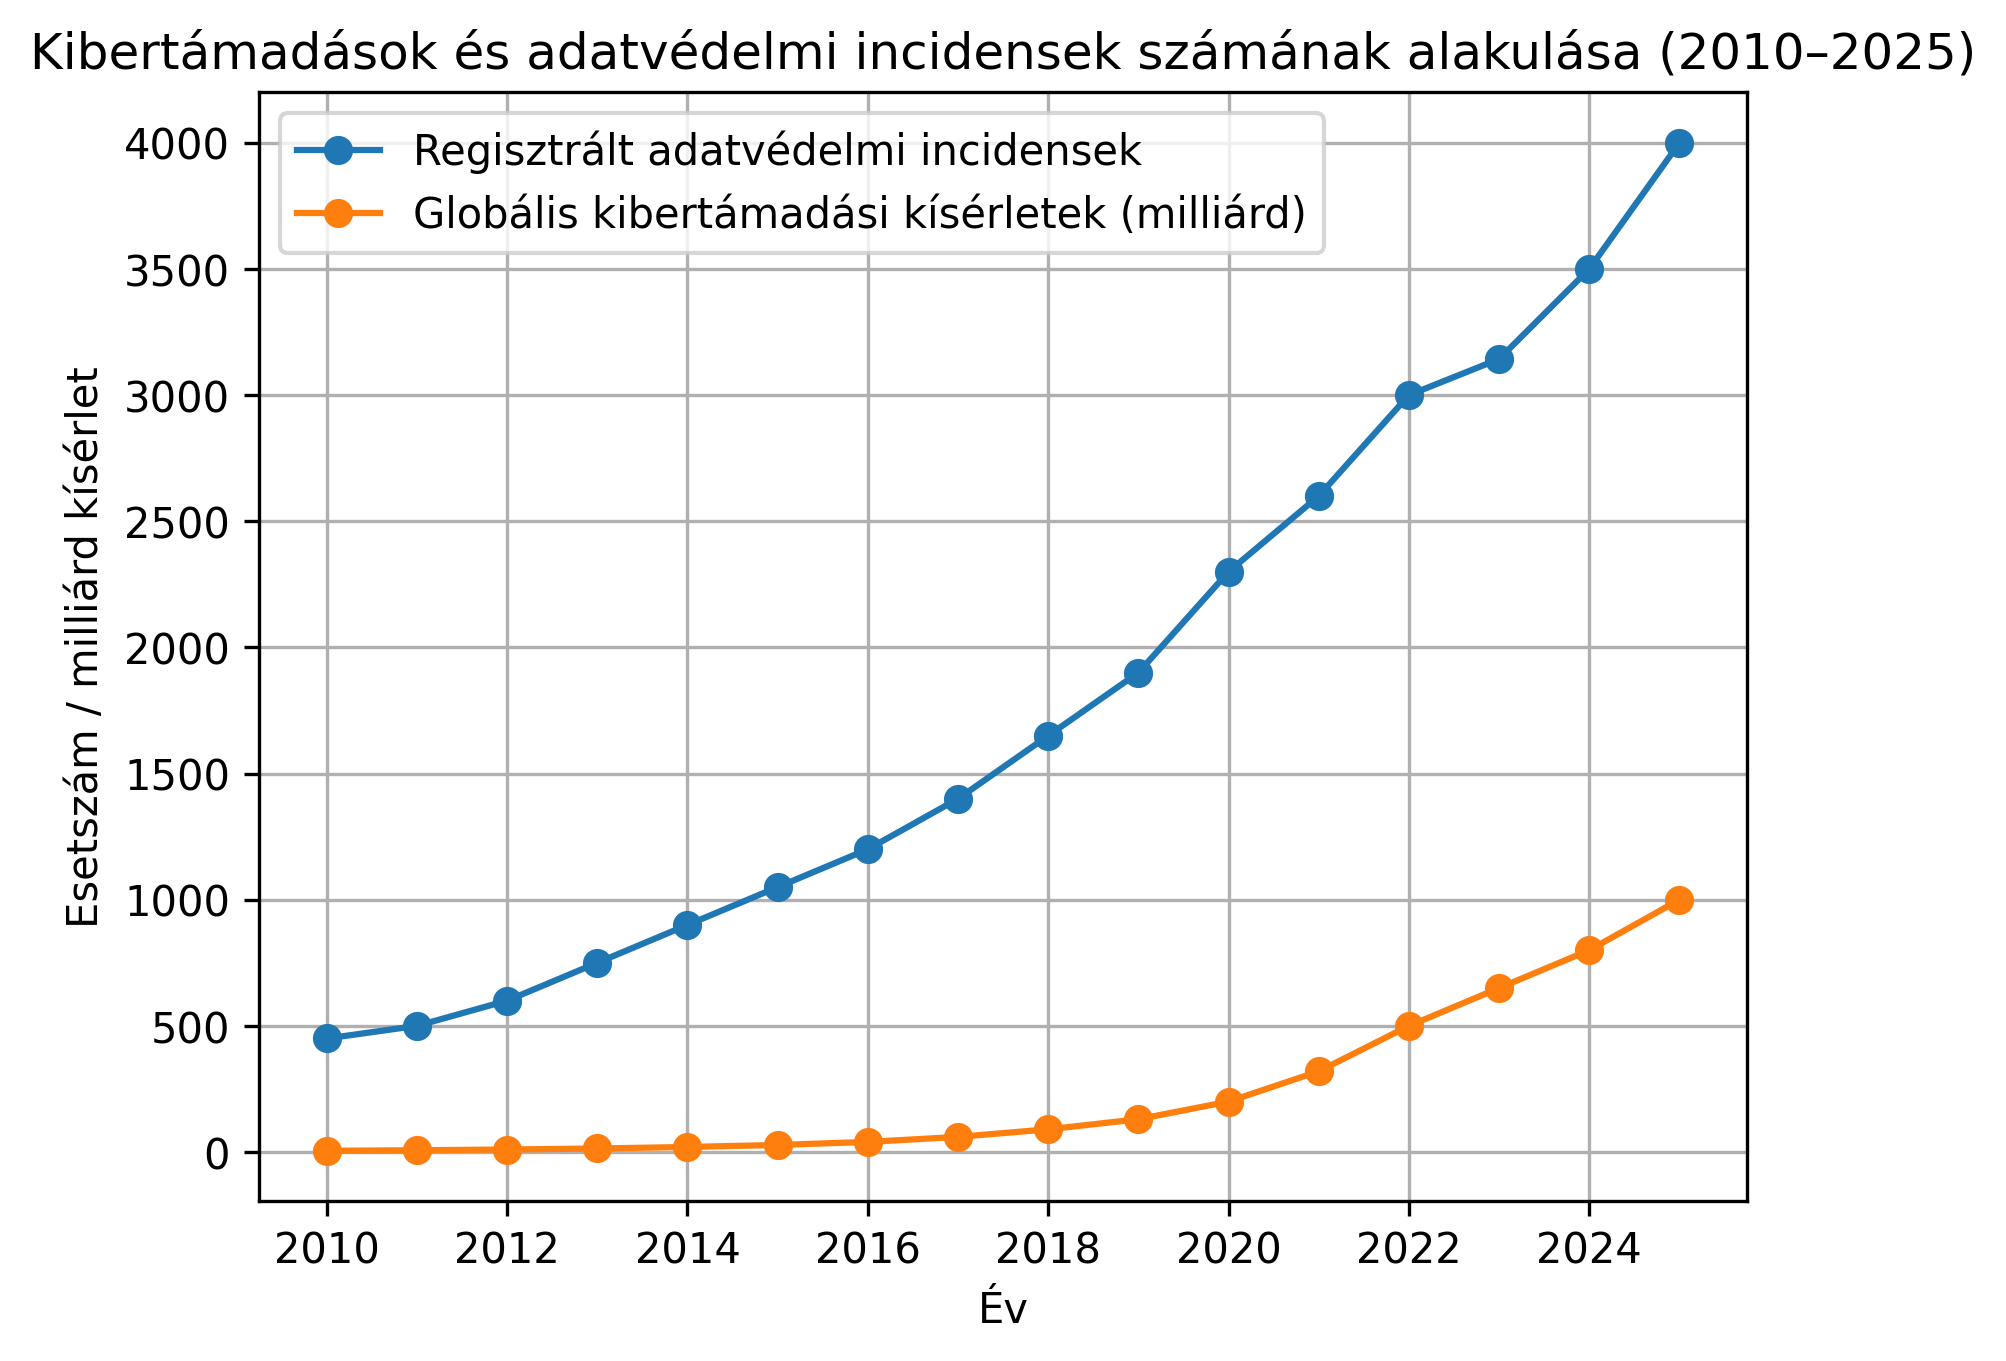 Kibertámadások és adatvédelmi incidensek számának alakulása (2010–2025)
Regisztrált adatvédelmi incidensek
Globális kibertámadási kísérletek (milliárd)
Esetszám / milliárd kísérlet
4000
3500
3000
2500
2000
1500
1000
500
0
2010 2012 2014 2016 2018 2020 2022 2024
Év